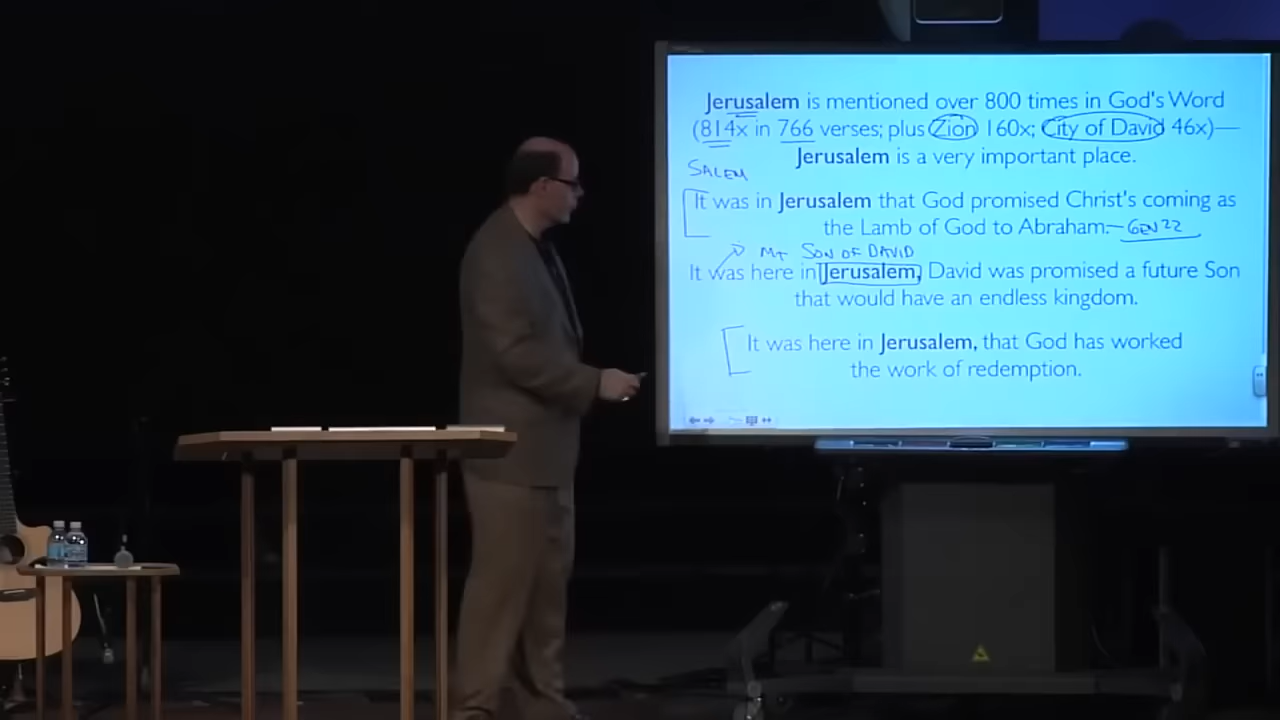 Jerusalem is mentioned over 800 times in God's Word
(814x in 766 verses; plus Zion 160x; City of David 46x)—
Jerusalem is a very important place.
SALEM
It was in Jerusalem that God promised Christ's coming as
the Lamb of God to Abraham.—GEN 22
MT SON OF DAVID
It was here in Jerusalem, David was promised a future Son
that would have an endless kingdom.
It was here in Jerusalem, that God has worked
the work of redemption.